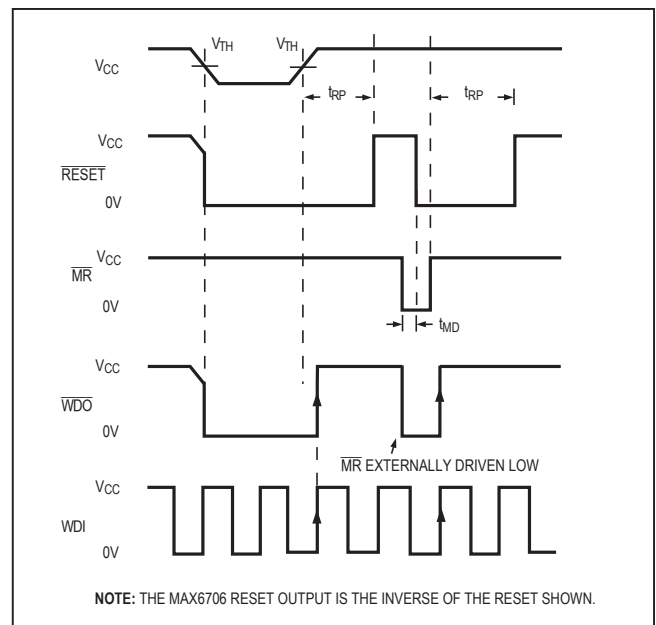 VTH VTH
VCC
tRP tRP
VCC
RESET
0V
VCC
MR
0V
tMD
VCC
WDO
0V
MR EXTERNALLY DRIVEN LOW
VCC
WDI
0V
NOTE: THE MAX6706 RESET OUTPUT IS THE INVERSE OF THE RESET SHOWN.